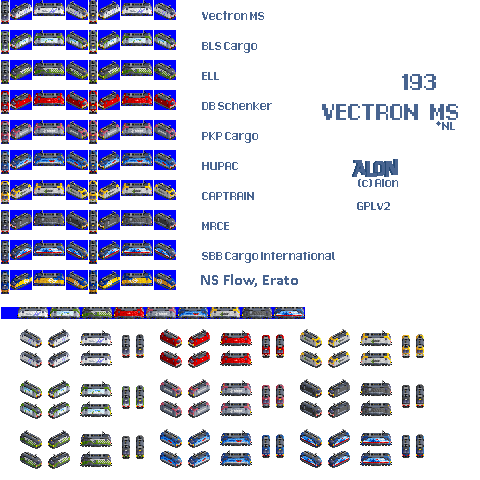 Vectron MS
BLS Cargo
ELL
DB Schenker
PKP Cargo
HUPAC
CAPTRAIN
MRCE
SBB Cargo International
NS Flow, Erato
193
VECTRON MS
*NL
ALON
(c) Alon
GPLv2